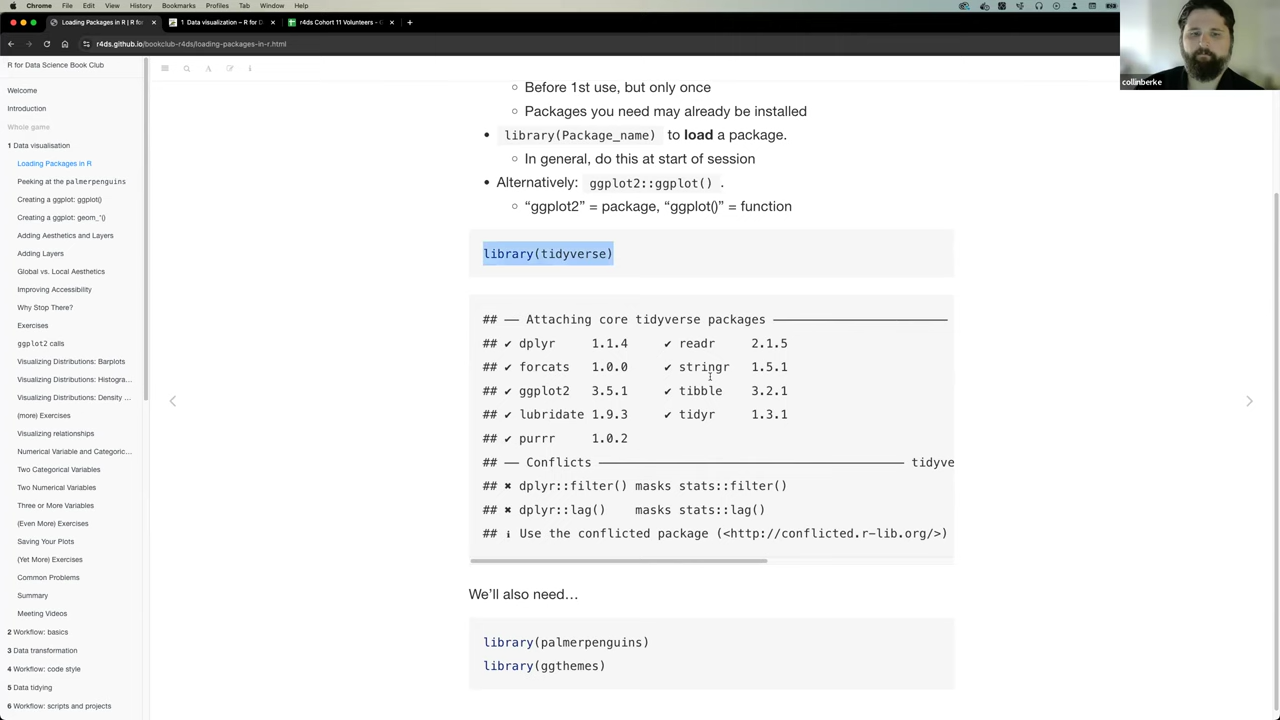 Chrome File Edit View History Bookmarks Profiles Tab Window Help
Loading Packages in R | R for
1 Data visualization – R for D
r4ds Cohort 11 Volunteers - G
r4ds.github.io/bookclub-r4ds/loading-packages-in-r.html
collinberke
R for Data Science Book Club
Welcome
Introduction
Whole game
1 Data visualisation
Loading Packages in R
Peeking at the palmerpenguins
Creating a ggplot: ggplot()
Creating a ggplot: geom_*()
Adding Aesthetics and Layers
Adding Layers
Global vs. Local Aesthetics
Improving Accessibility
Why Stop There?
Exercises
ggplot2 calls
Visualizing Distributions: Barplots
Visualizing Distributions: Histogra...
Visualizing Distributions: Density ...
(more) Exercises
Visualizing relationships
Numerical Variable and Categoric...
Two Categorical Variables
Two Numerical Variables
Three or More Variables
(Even More) Exercises
Saving Your Plots
(Yet More) Exercises
Common Problems
Summary
Meeting Videos
2 Workflow: basics
3 Data transformation
4 Workflow: code style
5 Data tidying
6 Workflow: scripts and projects
◦ Before 1st use, but only once
◦ Packages you need may already be installed
• library(Package_name) to load a package.
◦ In general, do this at start of session
• Alternatively: ggplot2::ggplot() .
◦ “ggplot2” = package, “ggplot()” = function
library(tidyverse)
## ── Attaching core tidyverse packages ────────────────────────
## ✔ dplyr 1.1.4 ✔ readr 2.1.5
## ✔ forcats 1.0.0 ✔ stringr 1.5.1
## ✔ ggplot2 3.5.1 ✔ tibble 3.2.1
## ✔ lubridate 1.9.3 ✔ tidyr 1.3.1
## ✔ purrr 1.0.2
## ── Conflicts ────────────────────────────────────────── tidyve
## ✖ dplyr::filter() masks stats::filter()
## ✖ dplyr::lag() masks stats::lag()
## ℹ Use the conflicted package (<http://conflicted.r-lib.org/>)
We’ll also need…
library(palmerpenguins)
library(ggthemes)